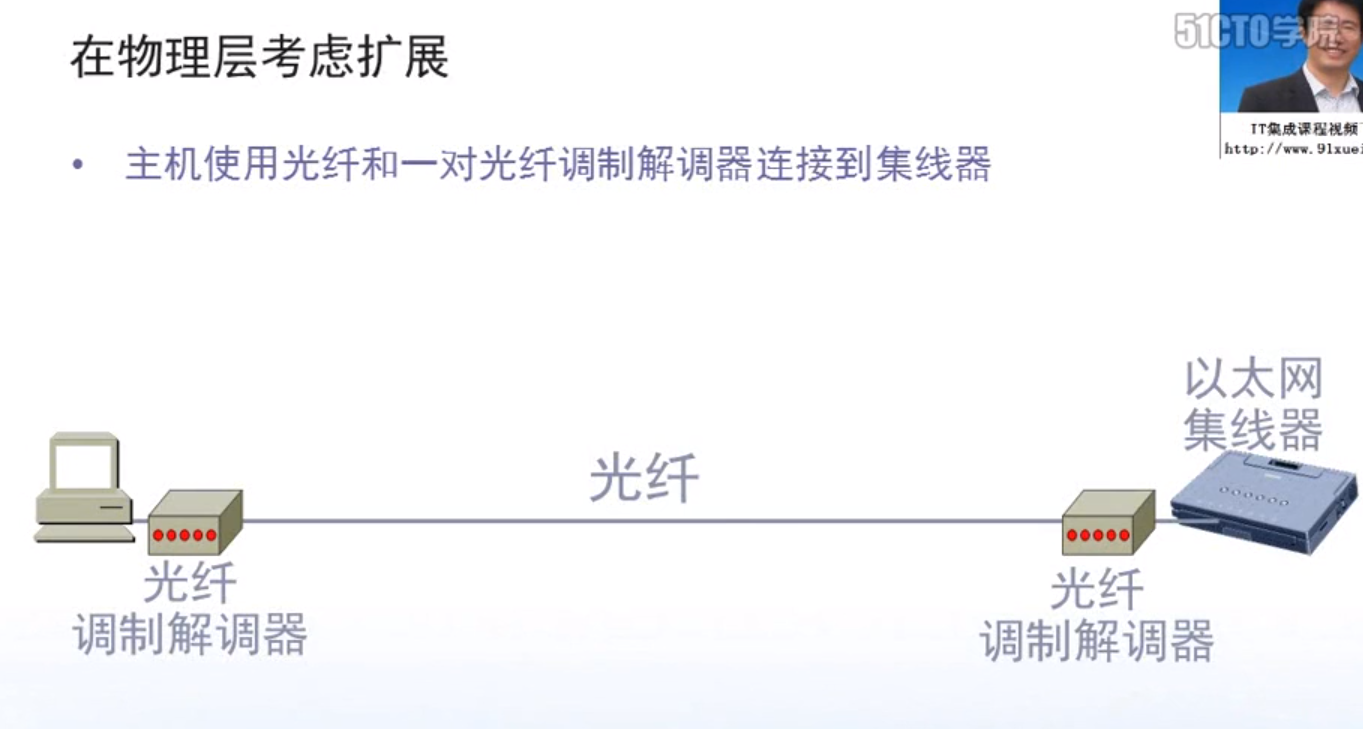 在物理层考虑扩展
51CTO学院
IT集成课程视频
http://www.91xuei
• 主机使用光纤和一对光纤调制解调器连接到集线器
以太网
集线器
光纤
光纤
调制解调器
光纤
调制解调器